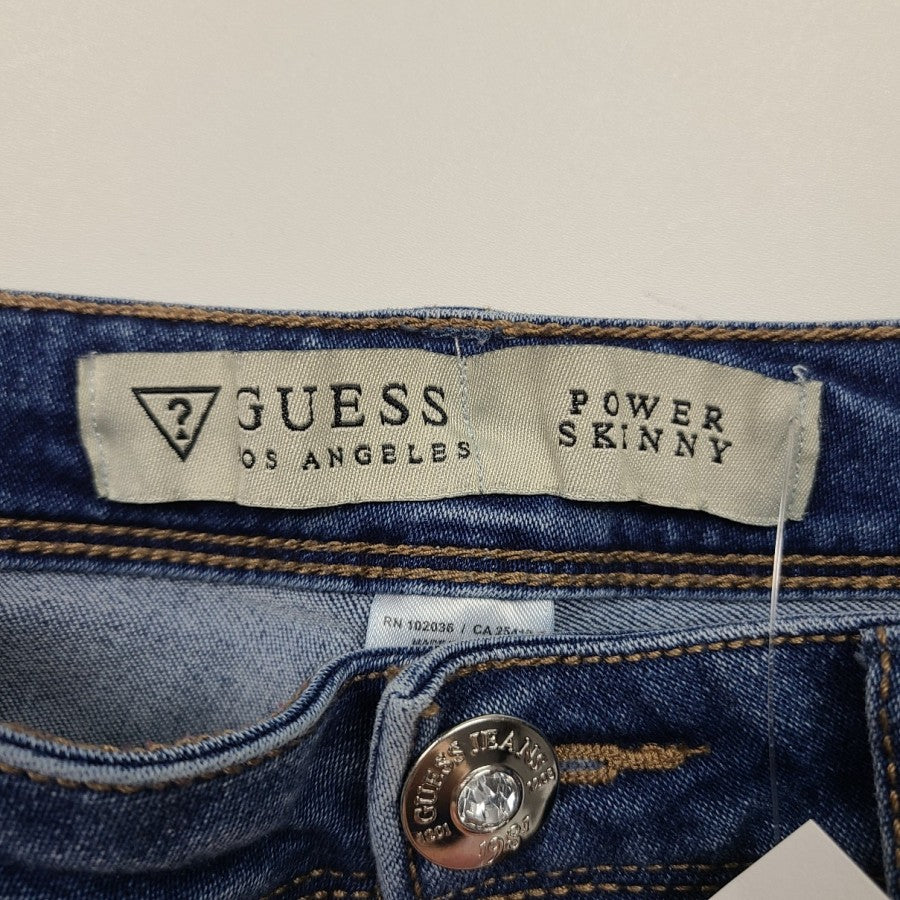 ?
GUESS
LOS ANGELES
POWER
SKINNY
RN 102036 / CA
GUESS JEANS
1981